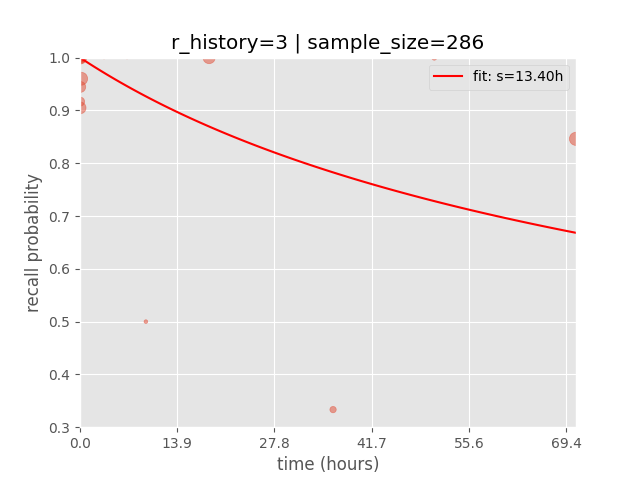 r_history=3 | sample_size=286
fit: s=13.40h
recall probability
1.0
0.9
0.8
0.7
0.6
0.5
0.4
0.3
0.0 13.9 27.8 41.7 55.6 69.4
time (hours)